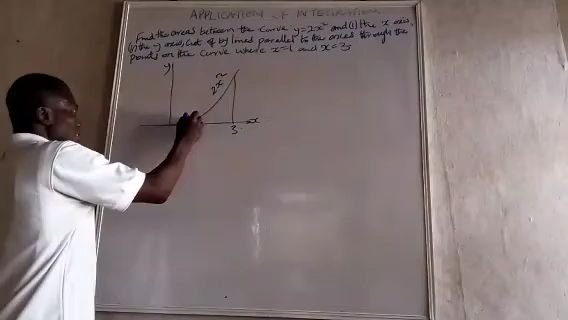 APPLICATION of INTEGRATION
Find the areas between the curve y=2x² and (i) the x axis,
(ii) the y axis, cut of by lines parallel to the axes through the
points on the curve where x=1 and x=3
y
2x²
3
x